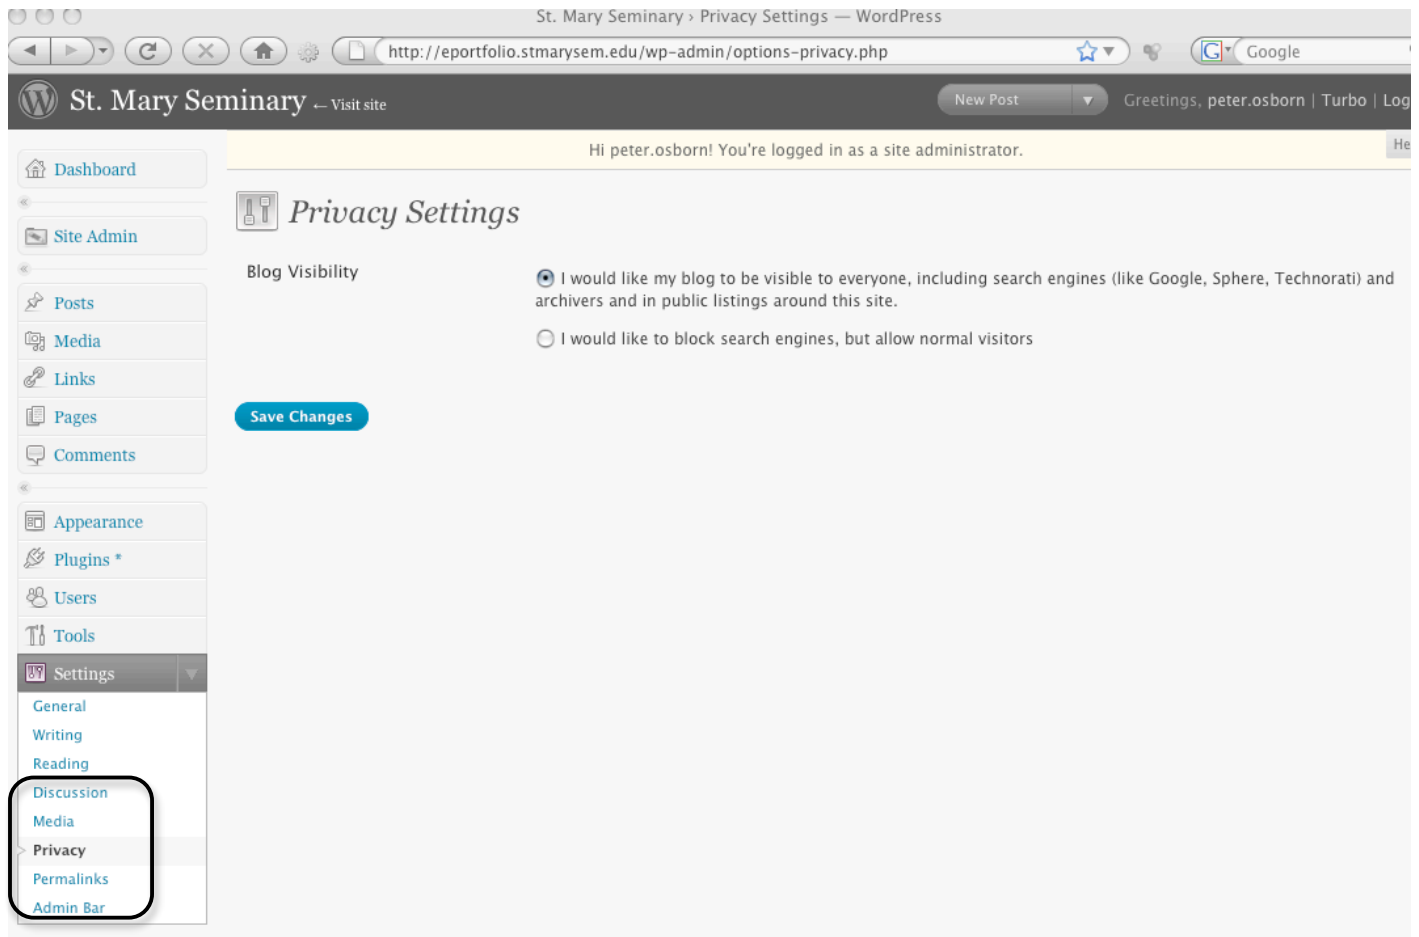 St. Mary Seminary › Privacy Settings — WordPress
http://eportfolio.stmarysem.edu/wp-admin/options-privacy.php
G Google
St. Mary Seminary ← Visit site
New Post
Greetings, peter.osborn | Turbo | Log
Hi peter.osborn! You're logged in as a site administrator.
He
Dashboard
Site Admin
Posts
Media
Links
Pages
Comments
Appearance
Plugins *
Users
Tools
Settings
General
Writing
Reading
Discussion
Media
Privacy
Permalinks
Admin Bar
Privacy Settings
Blog Visibility
I would like my blog to be visible to everyone, including search engines (like Google, Sphere, Technorati) and
archivers and in public listings around this site.
I would like to block search engines, but allow normal visitors
Save Changes